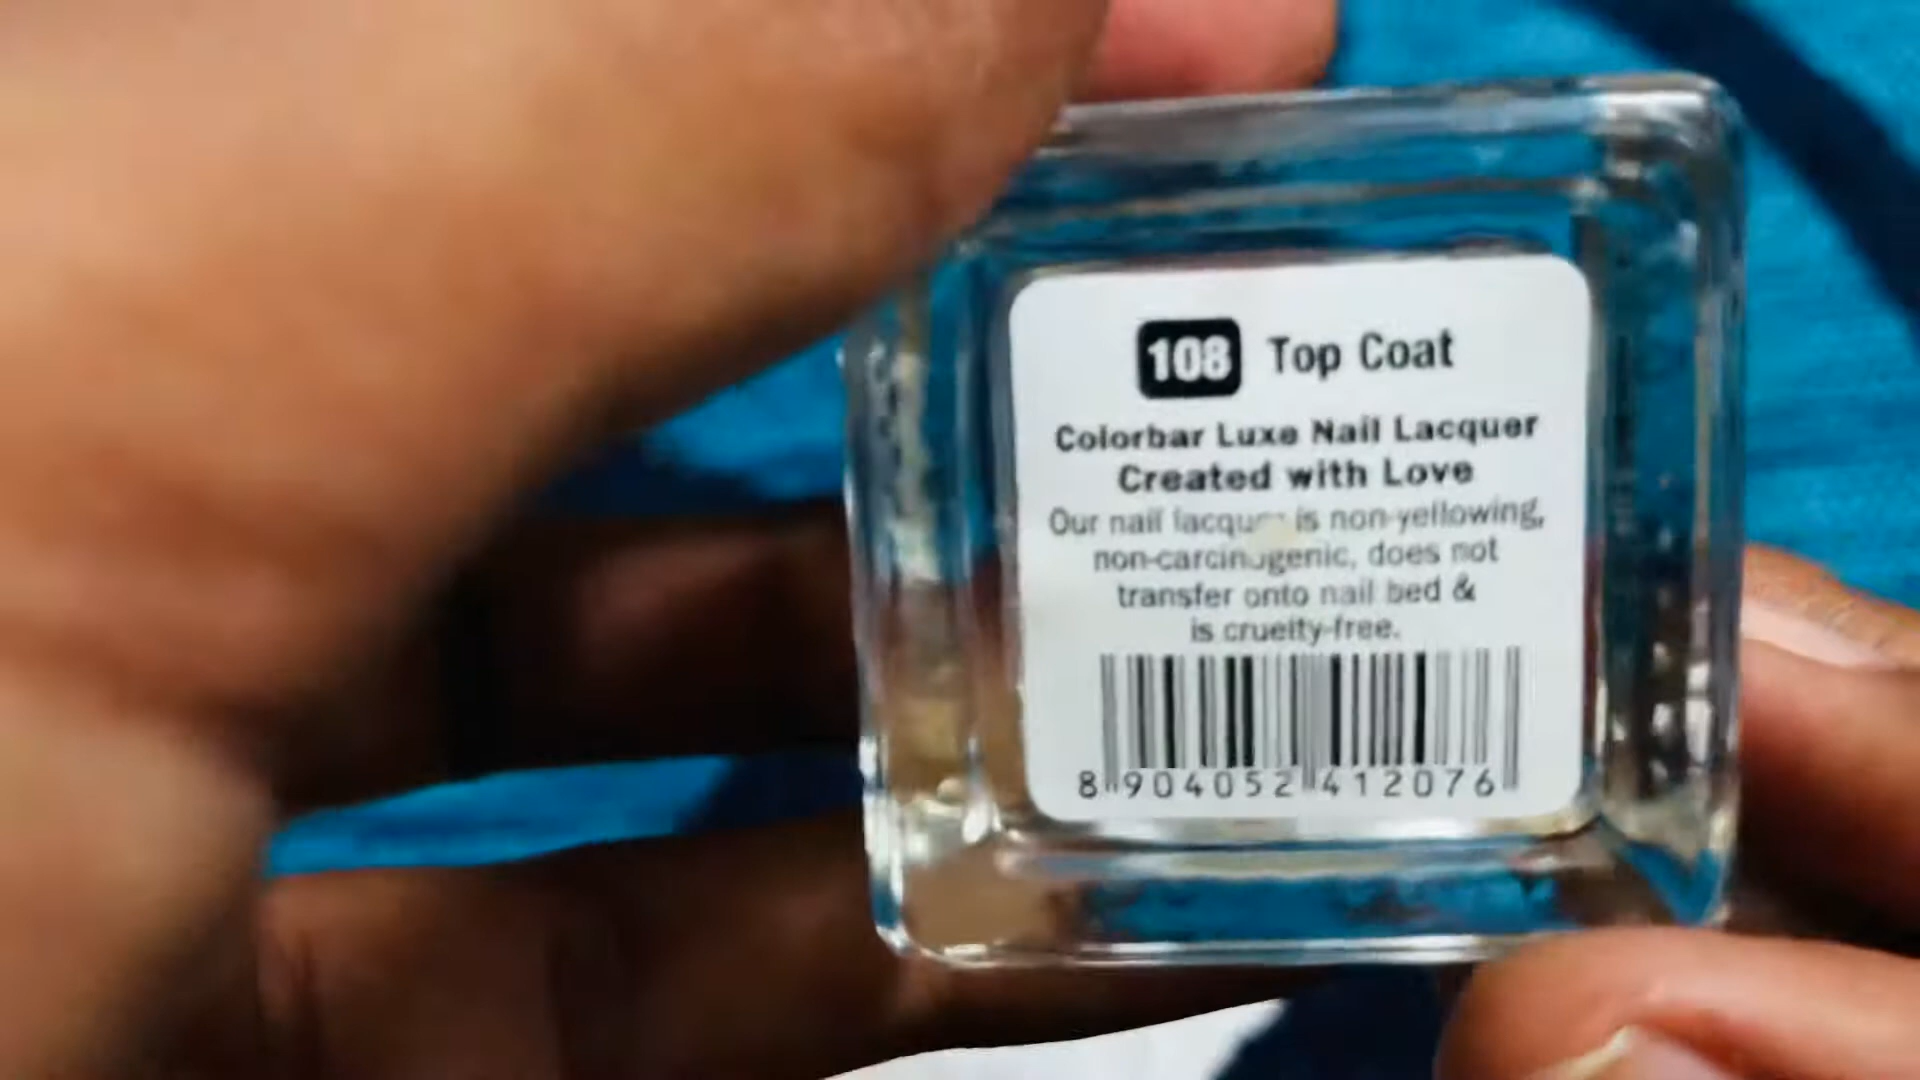 108 Top Coat
Colorbar Luxe Nail Lacquer
Created with Love
Our nail lacquer is non-yellowing,
non-carcinogenic, does not
transfer onto nail bed &
is cruelty-free.
8 904052 412076